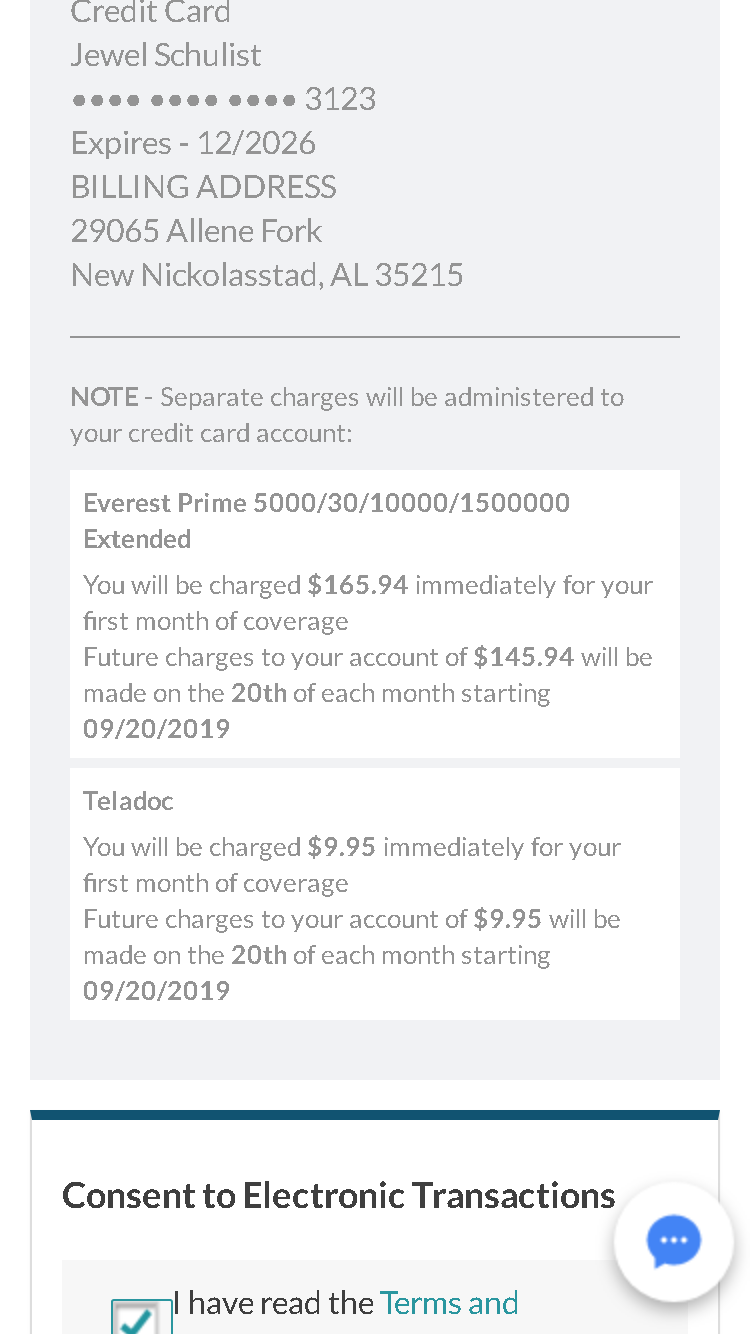 Credit Card
Jewel Schulist
•••• •••• •••• 3123
Expires - 12/2026
BILLING ADDRESS
29065 Allene Fork
New Nickolasstad, AL 35215
NOTE - Separate charges will be administered to
your credit card account:
Everest Prime 5000/30/10000/1500000
Extended
You will be charged $165.94 immediately for your
first month of coverage
Future charges to your account of $145.94 will be
made on the 20th of each month starting
09/20/2019
Teladoc
You will be charged $9.95 immediately for your
first month of coverage
Future charges to your account of $9.95 will be
made on the 20th of each month starting
09/20/2019
Consent to Electronic Transactions
I have read the Terms and